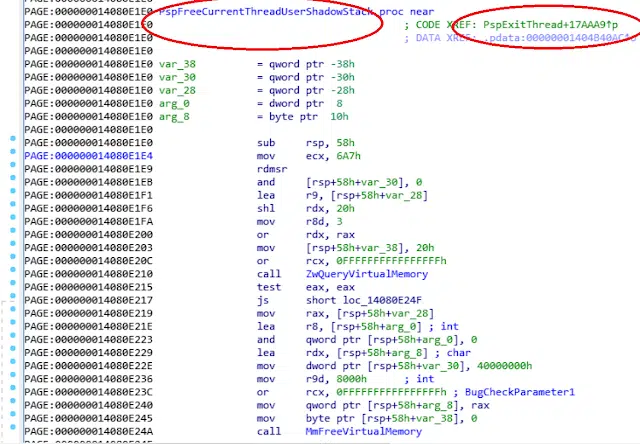 PAGE:000000014080E1E0 PspFreeCurrentThreadUserShadowStack proc near
PAGE:000000014080E1E0 ; CODE XREF: PspExitThread+17AAA9↑p
PAGE:000000014080E1E0 ; DATA XREF: .pdata:00000001404B40AC↑o
PAGE:000000014080E1E0
PAGE:000000014080E1E0 var_38 = qword ptr -38h
PAGE:000000014080E1E0 var_30 = qword ptr -30h
PAGE:000000014080E1E0 var_28 = qword ptr -28h
PAGE:000000014080E1E0 arg_0 = dword ptr 8
PAGE:000000014080E1E0 arg_8 = byte ptr 10h
PAGE:000000014080E1E0
PAGE:000000014080E1E0 sub rsp, 58h
PAGE:000000014080E1E4 mov ecx, 6A7h
PAGE:000000014080E1E9 rdmsr
PAGE:000000014080E1EB and [rsp+58h+var_30], 0
PAGE:000000014080E1F1 lea r9, [rsp+58h+var_28]
PAGE:000000014080E1F6 shl rdx, 20h
PAGE:000000014080E1FA mov r8d, 3
PAGE:000000014080E200 or rdx, rax
PAGE:000000014080E203 mov [rsp+58h+var_38], 20h
PAGE:000000014080E20C or rcx, 0FFFFFFFFFFFFFFFFh
PAGE:000000014080E210 call ZwQueryVirtualMemory
PAGE:000000014080E215 test eax, eax
PAGE:000000014080E217 js short loc_14080E24F
PAGE:000000014080E219 mov rax, [rsp+58h+var_28]
PAGE:000000014080E21E lea r8, [rsp+58h+arg_0] ; int
PAGE:000000014080E223 and qword ptr [rsp+58h+arg_0], 0
PAGE:000000014080E229 lea rdx, [rsp+58h+arg_8] ; char
PAGE:000000014080E22E mov dword ptr [rsp+58h+var_30], 40000000h
PAGE:000000014080E236 mov r9d, 8000h ; int
PAGE:000000014080E23C or rcx, 0FFFFFFFFFFFFFFFFh ; BugCheckParameter1
PAGE:000000014080E240 mov qword ptr [rsp+58h+arg_8], rax
PAGE:000000014080E245 mov byte ptr [rsp+58h+var_38], 0
PAGE:000000014080E24A call MmFreeVirtualMemory